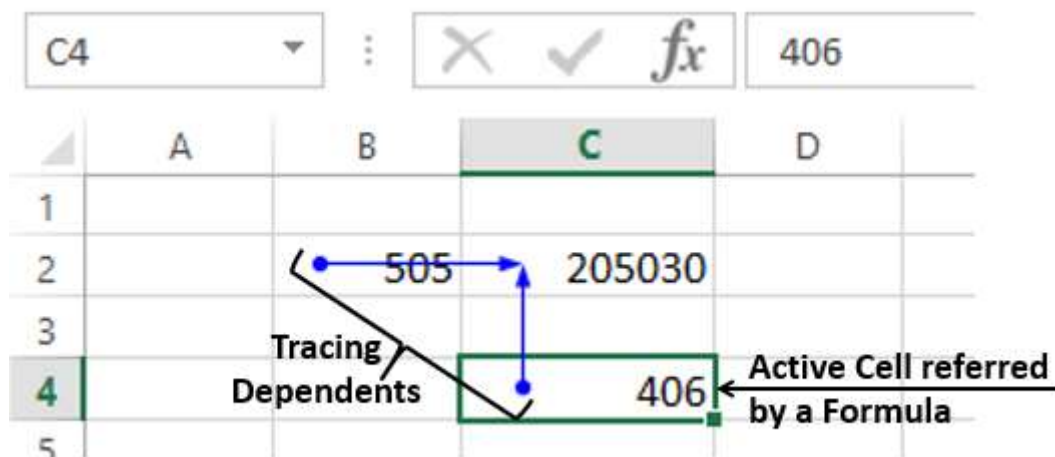 C4 fx 406
A B C D
1
2 505 205030
3
Tracing
Dependents
4 406
Active Cell referred
by a Formula
5